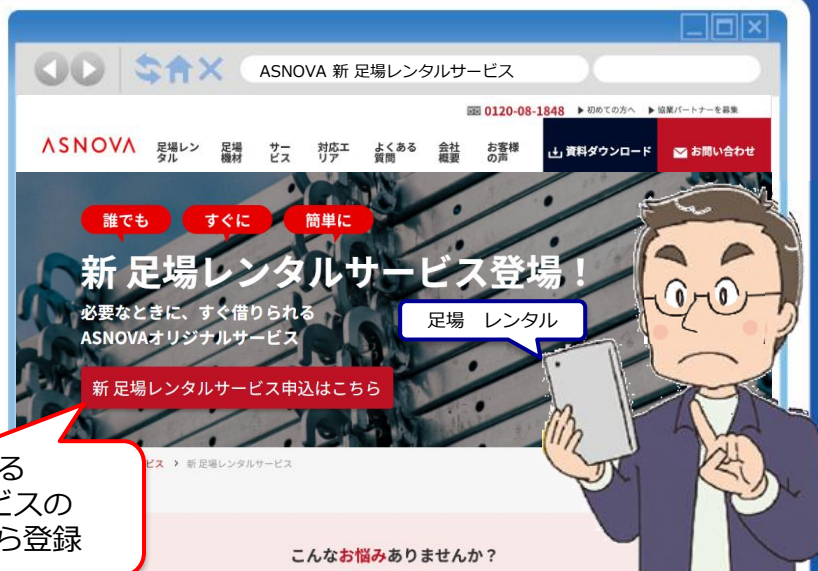 ASNOVA 新 足場レンタルサービス
0120-08-1848 ▶ 初めての方へ ▶ 協業パートナーを募集
ASNOVA
足場レンタル
足場機材
サービス
対応エリア
よくある質問
会社概要
お客様の声
資料ダウンロード
お問い合わせ
誰でも すぐに 簡単に
新 足場レンタルサービス登場！
必要なときに、すぐ借りられる
ASNOVAオリジナルサービス
足場 レンタル
新 足場レンタルサービス申込はこちら
ビス > 新 足場レンタルサービス
る
ビスの
ら登録
こんなお悩みありませんか？